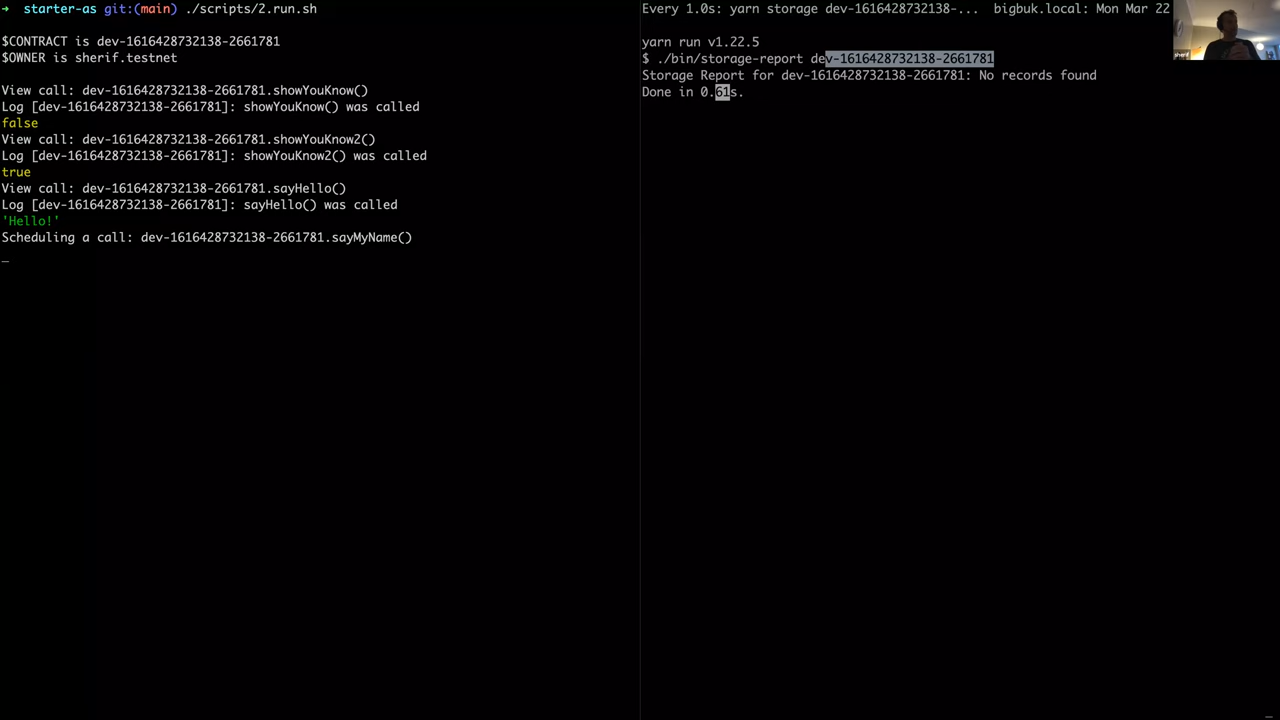 ➜  starter-as git:(main) ./scripts/2.run.sh
$CONTRACT is dev-1616428732138-2661781
$OWNER is sherif.testnet
View call: dev-1616428732138-2661781.showYouKnow()
Log [dev-1616428732138-2661781]: showYouKnow() was called
false
View call: dev-1616428732138-2661781.showYouKnow2()
Log [dev-1616428732138-2661781]: showYouKnow2() was called
true
View call: dev-1616428732138-2661781.sayHello()
Log [dev-1616428732138-2661781]: sayHello() was called
'Hello!'
Scheduling a call: dev-1616428732138-2661781.sayMyName()
Every 1.0s: yarn storage dev-1616428732138-...  bigbuk.local: Mon Mar 22
yarn run v1.22.5
$ ./bin/storage-report dev-1616428732138-2661781
Storage Report for dev-1616428732138-2661781: No records found
Done in 0.61s.
sherif